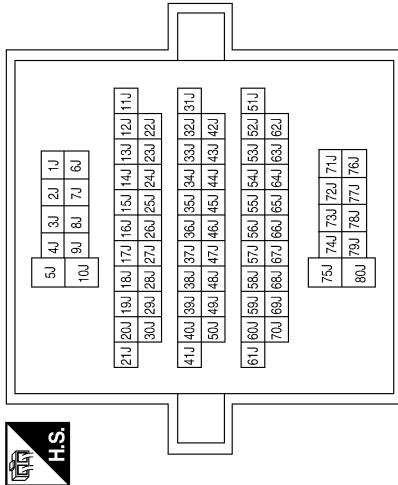 H.S.
5J 4J 3J 2J 1J
10J 9J 8J 7J 6J
21J 20J 19J 18J 17J 16J 15J 14J 13J 12J 11J
30J 29J 28J 27J 26J 25J 24J 23J 22J
41J 40J 39J 38J 37J 36J 35J 34J 33J 32J 31J
50J 49J 48J 47J 46J 45J 44J 43J 42J
61J 60J 59J 58J 57J 56J 55J 54J 53J 52J 51J
70J 69J 68J 67J 66J 65J 64J 63J 62J
75J 74J 73J 72J 71J
80J 79J 78J 77J 76J